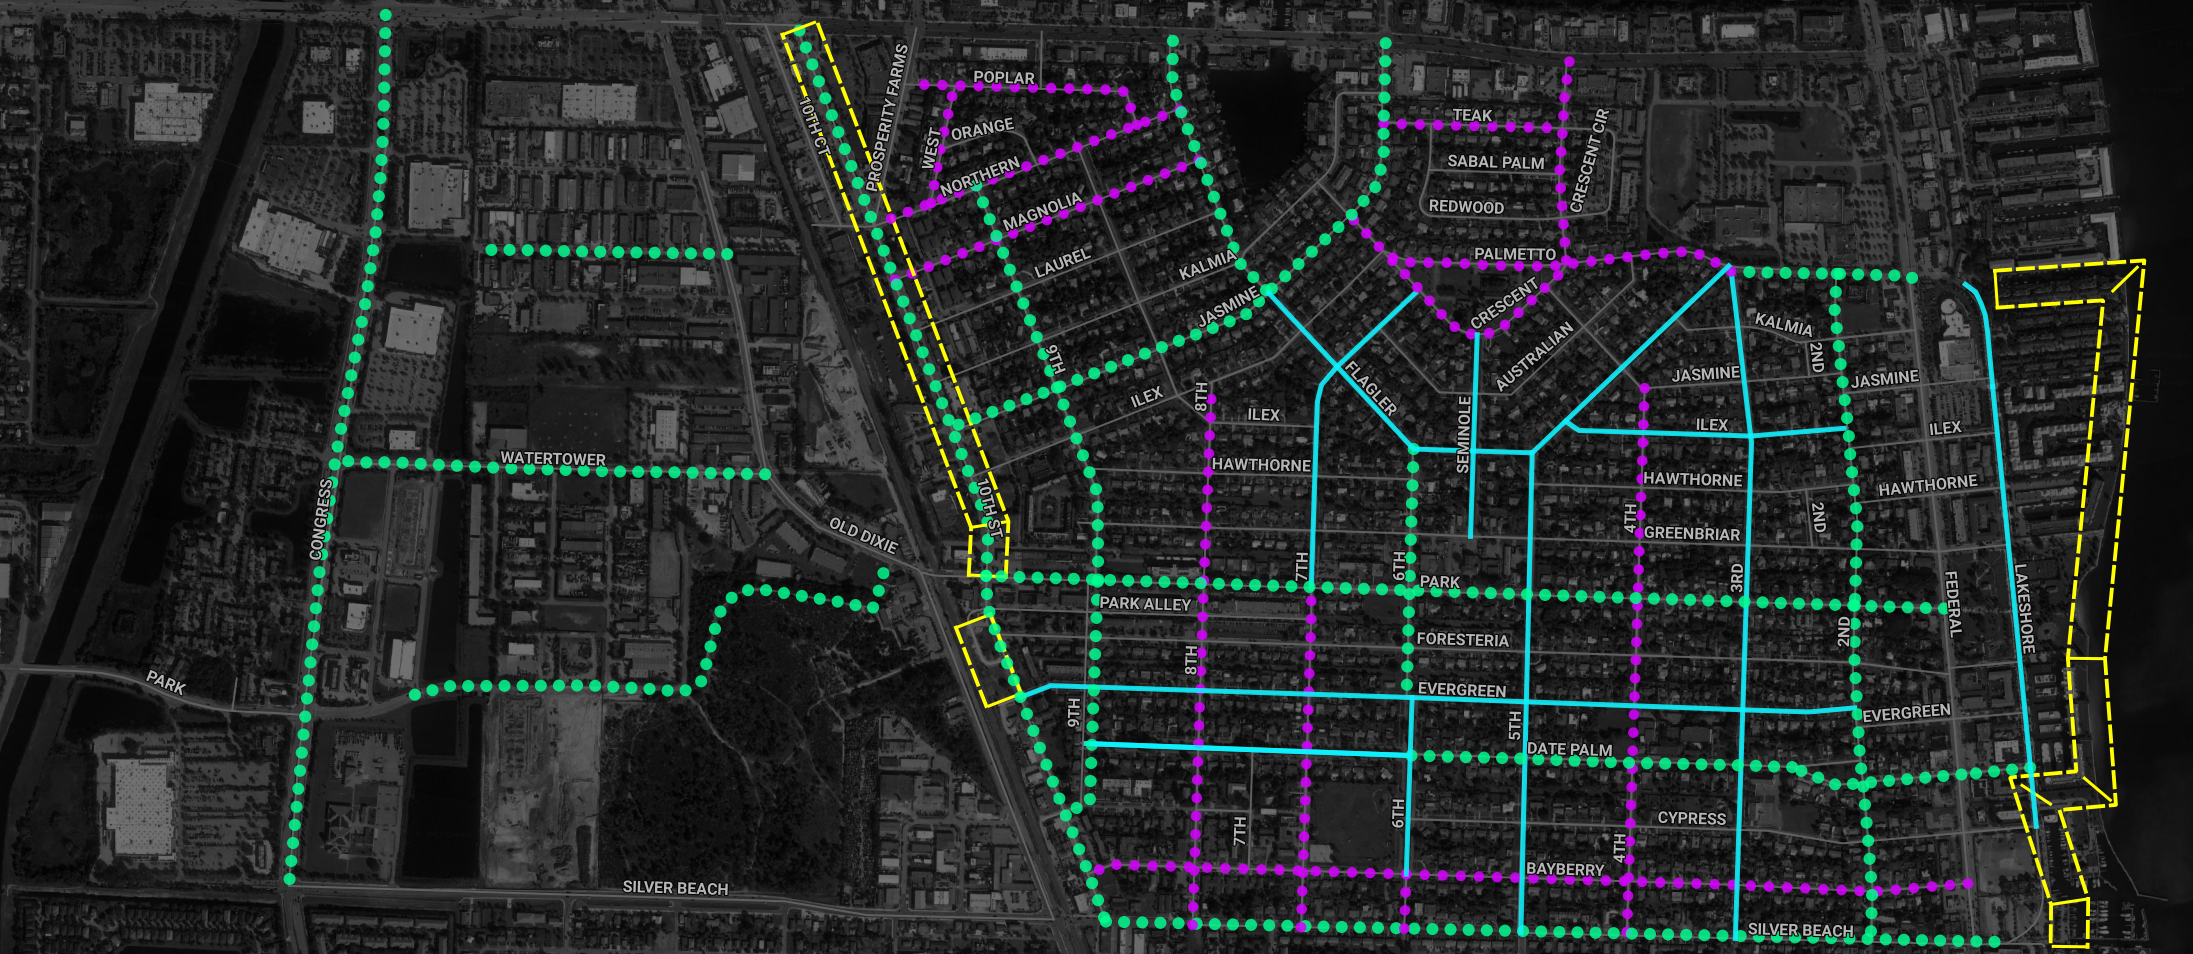 POPLAR
PROSPERITY FARMS
10TH CT
WEST
ORANGE
NORTHERN
MAGNOLIA
LAUREL
KALMIA
JASMINE
TEAK
SABAL PALM
CRESCENT CIR
REDWOOD
PALMETTO
CRESCENT
AUSTRALIAN
KALMIA
2ND
JASMINE
JASMINE
9TH
ILEX
8TH
ILEX
FLAGLER
SEMINOLE
ILEX
ILEX
WATERTOWER
HAWTHORNE
HAWTHORNE
HAWTHORNE
CONGRESS
10TH ST
OLD DIXIE
4TH
2ND
GREENBRIAR
7TH
6TH
PARK
3RD
FEDERAL
LAKESHORE
PARK ALLEY
FORESTERIA
2ND
8TH
PARK
EVERGREEN
9TH
5TH
EVERGREEN
DATE PALM
6TH
7TH
CYPRESS
4TH
BAYBERRY
SILVER BEACH
SILVER BEACH